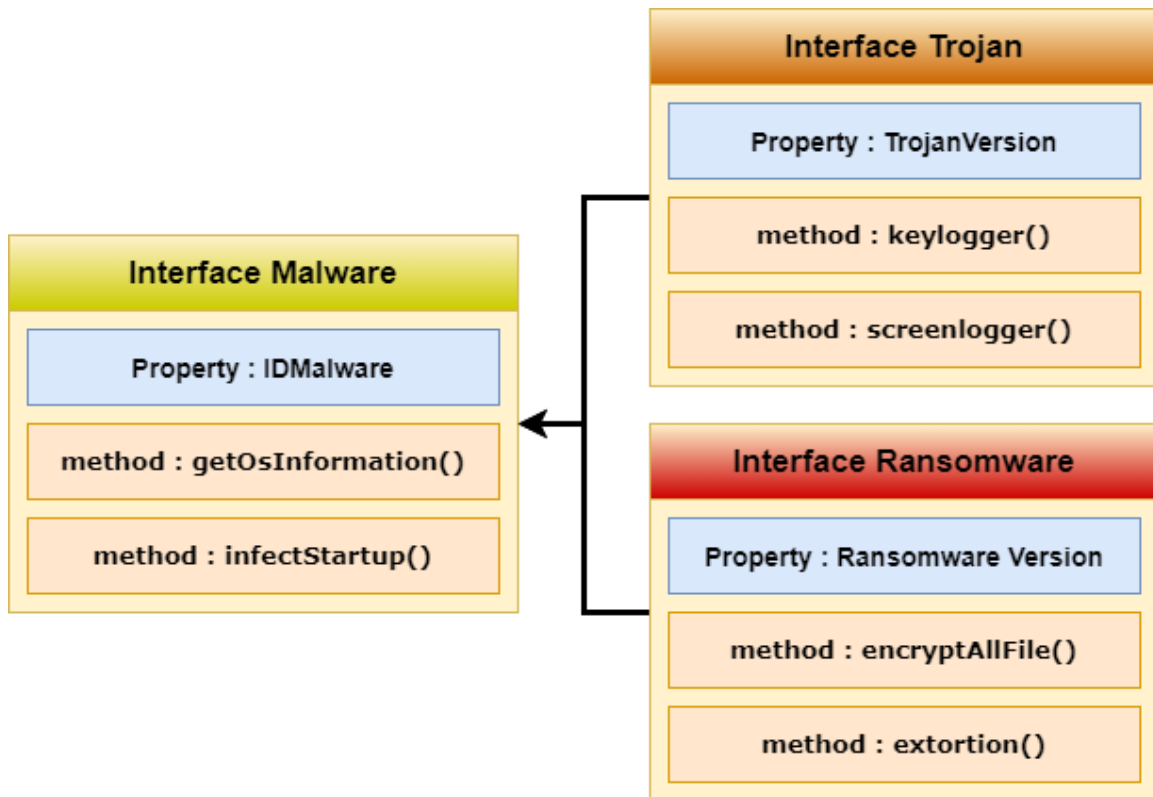 Interface Malware
Property : IDMalware
method : getOsInformation()
method : infectStartup()
Interface Trojan
Property : TrojanVersion
method : keylogger()
method : screenlogger()
Interface Ransomware
Property : Ransomware Version
method : encryptAllFile()
method : extortion()